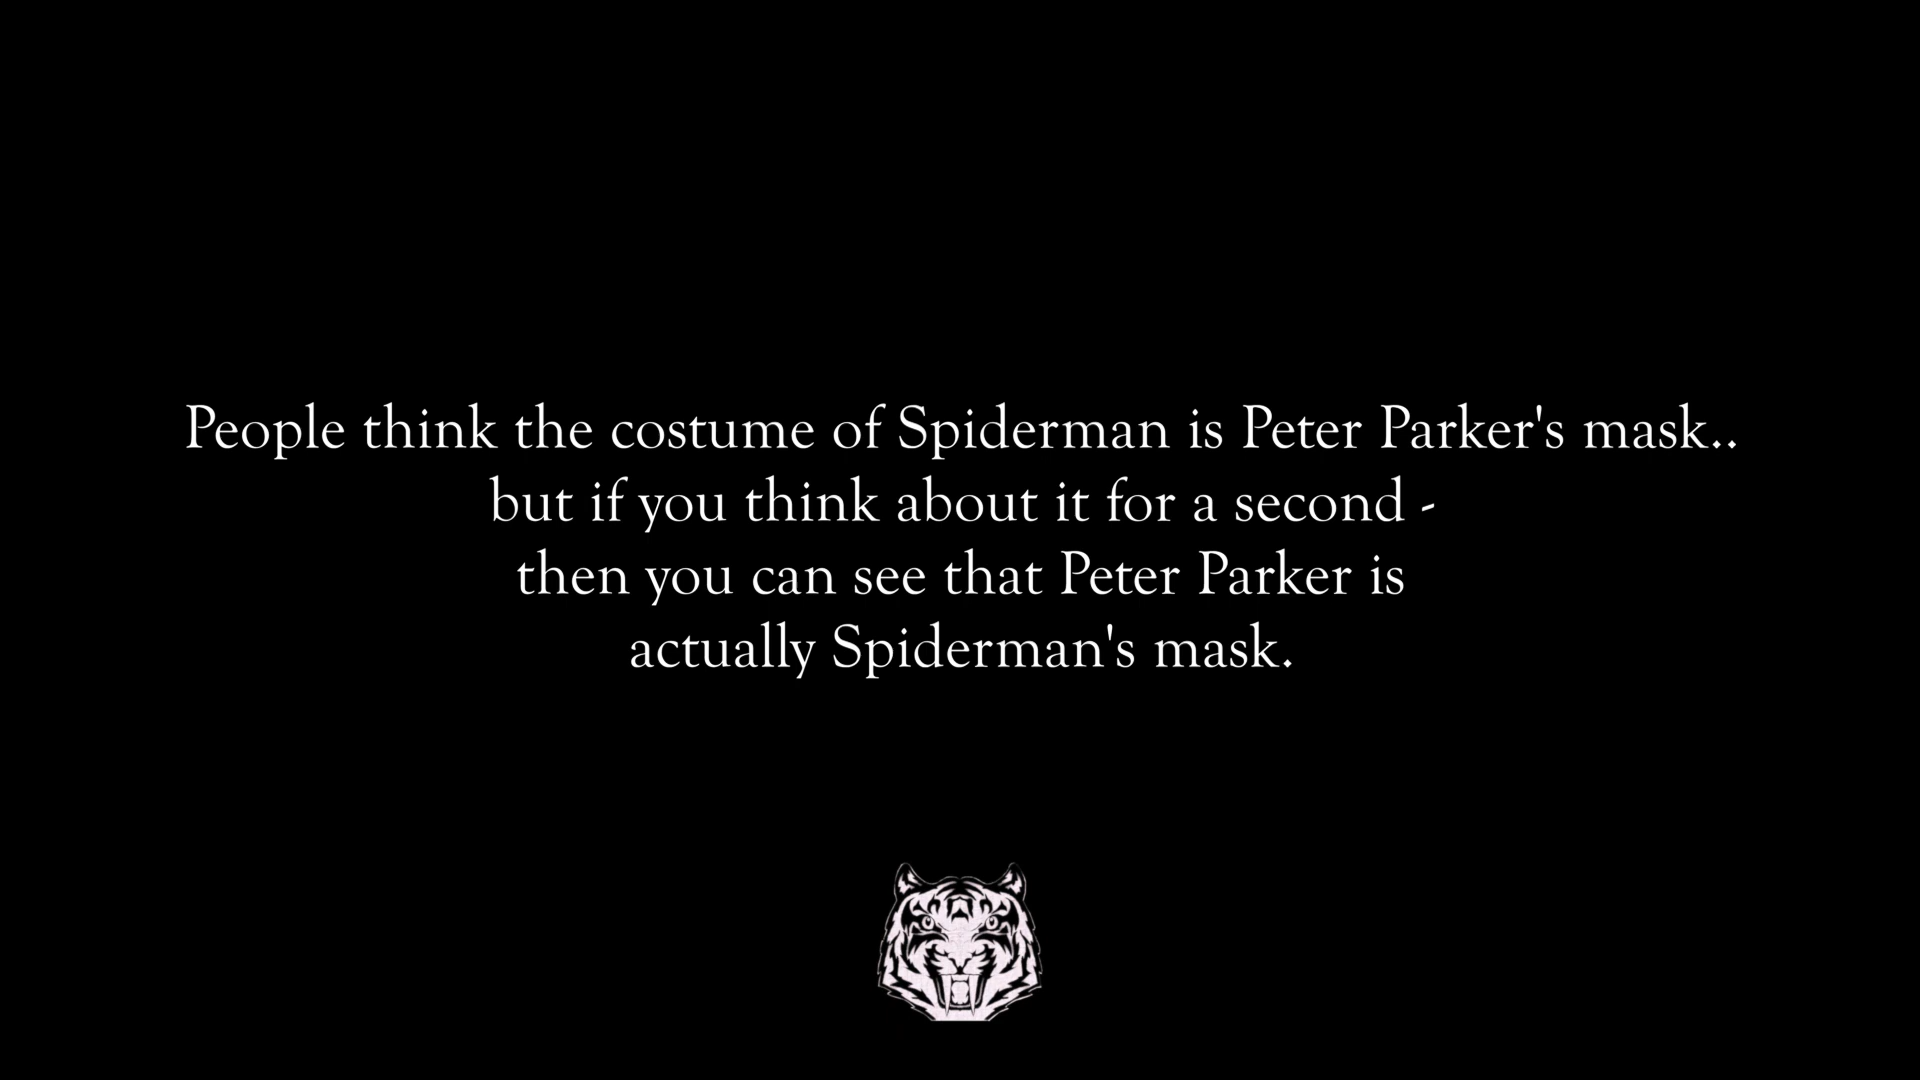 People think the costume of Spiderman is Peter Parker's mask..
but if you think about it for a second -
then you can see that Peter Parker is
actually Spiderman's mask.